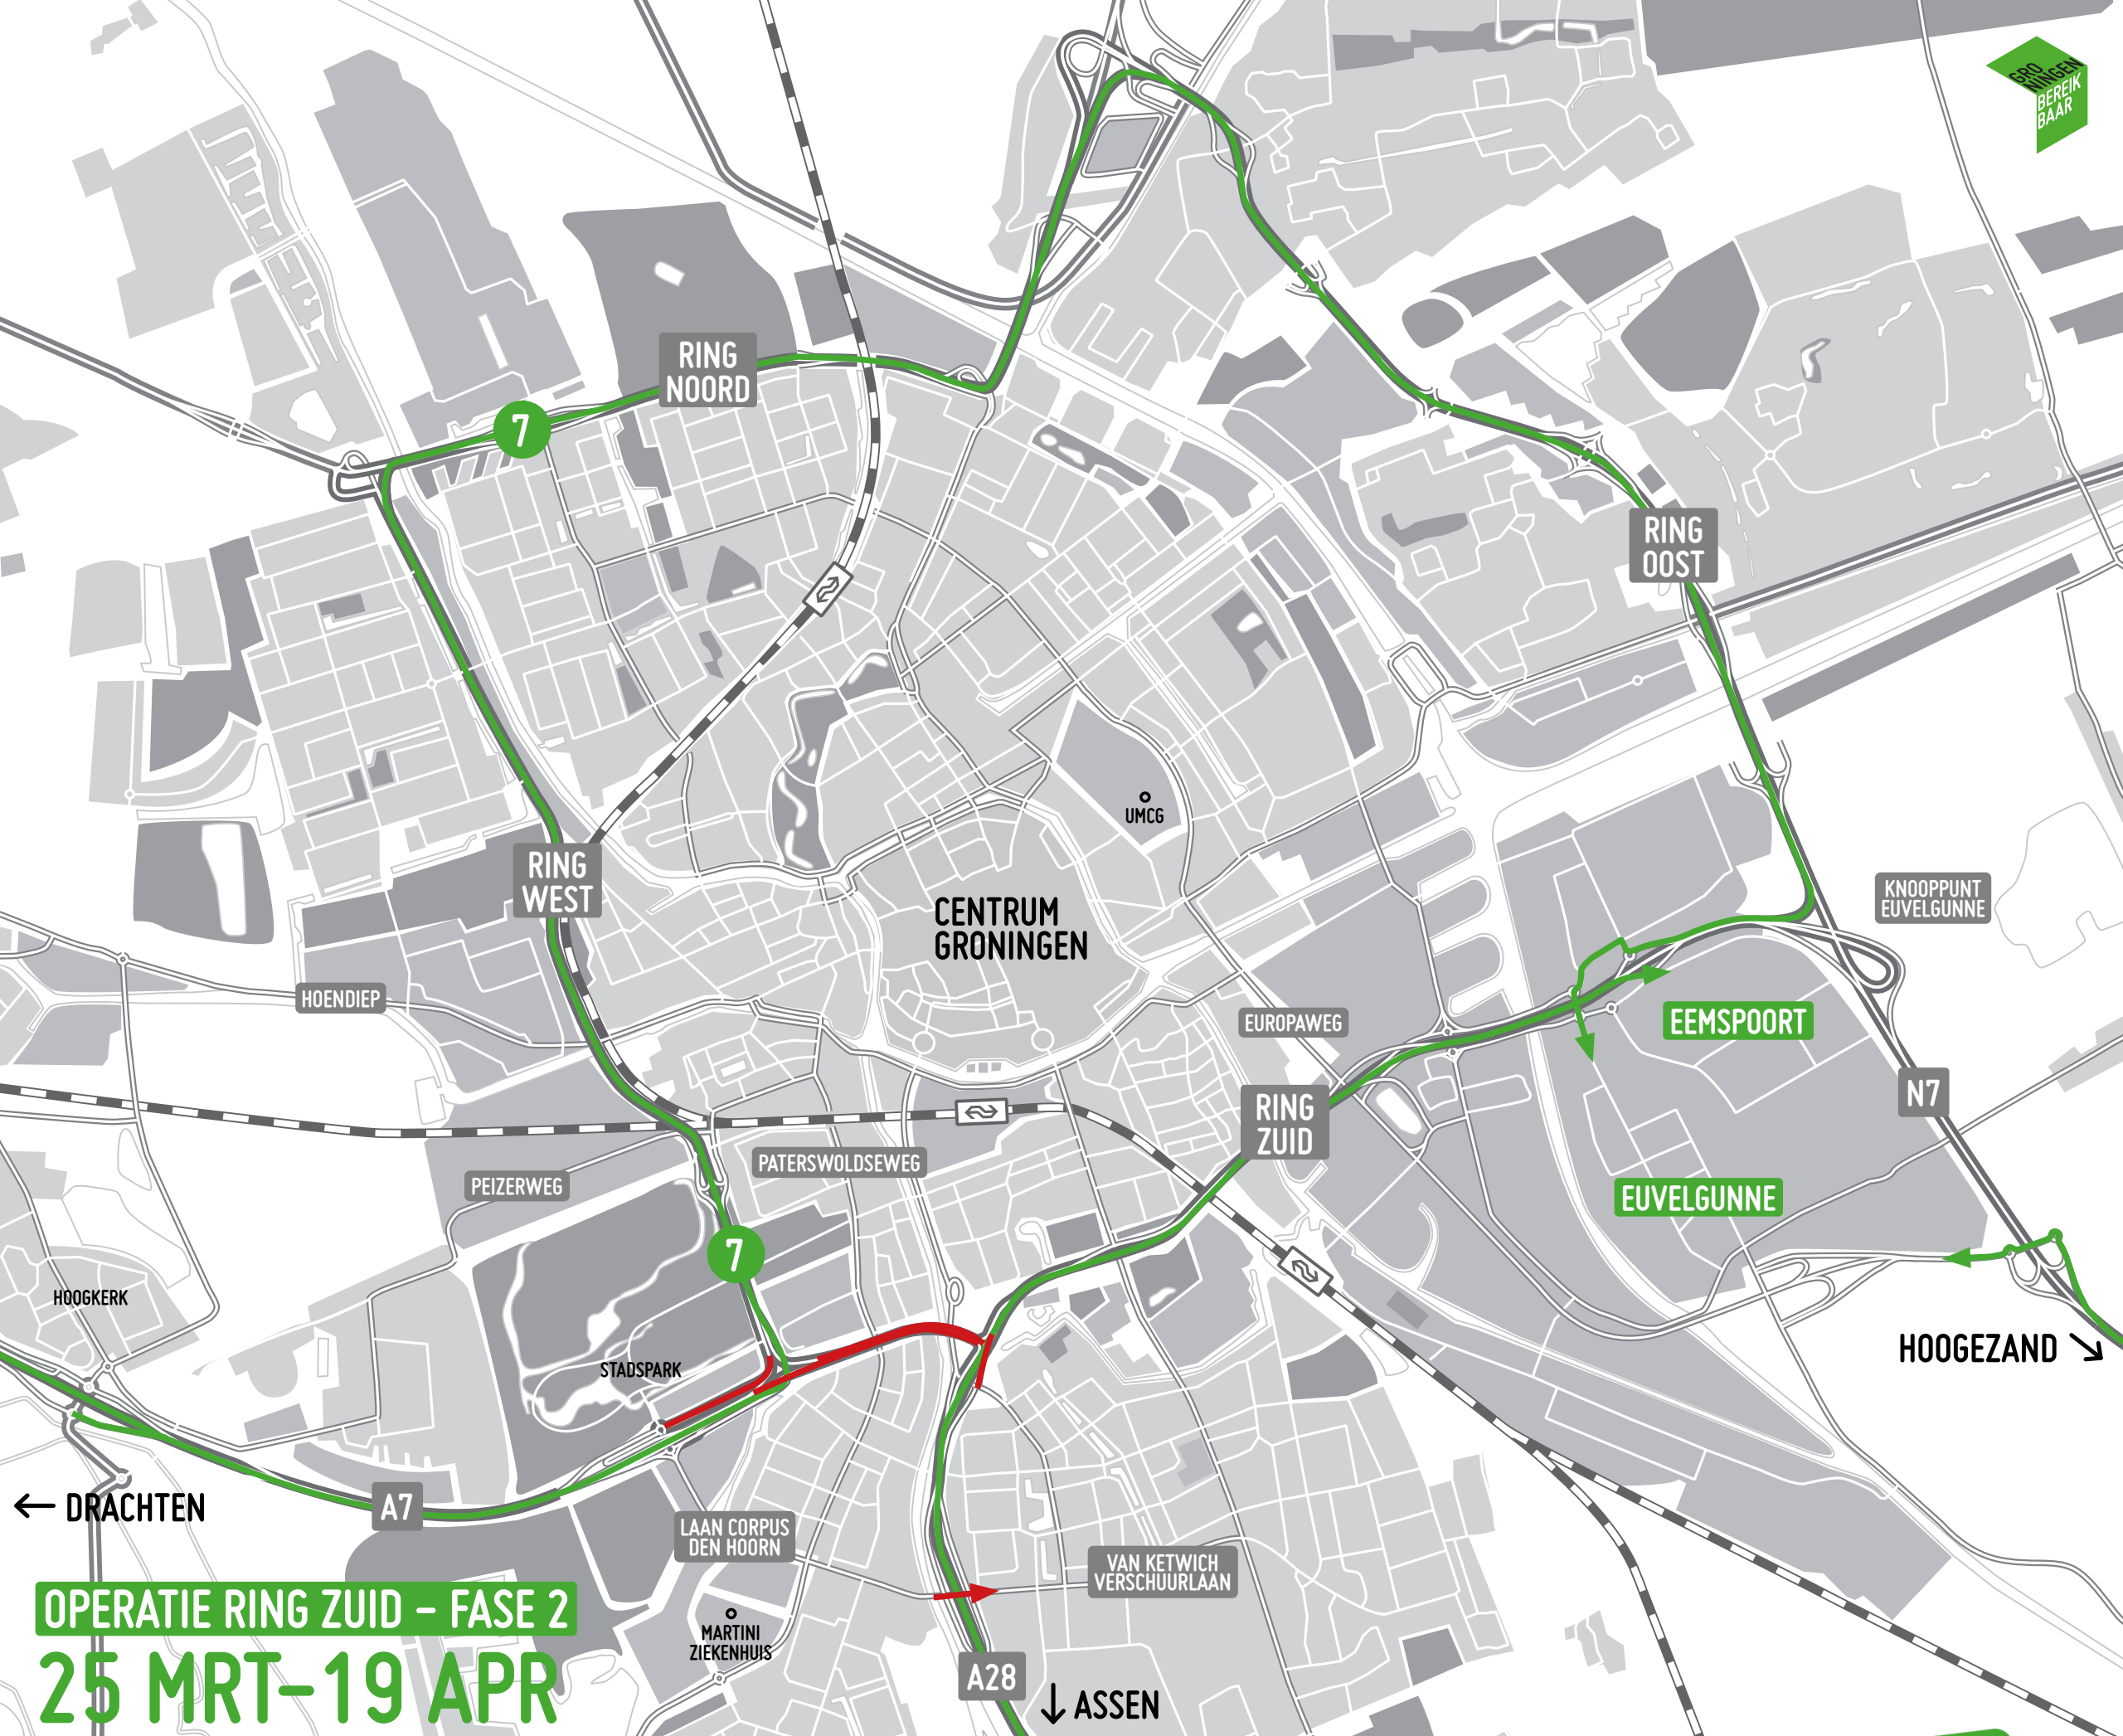 GRO
NINGEN
BEREIK
BAAR
RING
NOORD
7
RING
OOST
UMCG
RING
WEST
KNOOPPUNT
EUVELGUNNE
CENTRUM
GRONINGEN
HOENDIEP
EUROPAWEG
EEMSPOORT
N7
RING
ZUID
PATERSWOLDSEWEG
PEIZERWEG
EUVELGUNNE
7
HOOGKERK
HOOGEZAND
STADSPARK
DRACHTEN
A7
LAAN CORPUS
DEN HOORN
VAN KETWICH
VERSCHUURLAAN
OPERATIE RING ZUID – FASE 2
MARTINI
ZIEKENHUIS
25 MRT–19 APR
A28
ASSEN